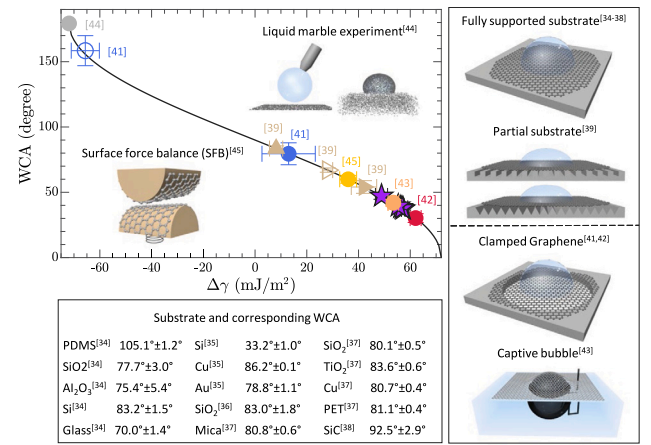 Liquid marble experiment[44]
Surface force balance (SFB)[45]
WCA (degree)
150
100
50
0
−60
−40
−20
0
20
40
60
Δγ (mJ/m²)
[44]
[41]
[39]
[41]
[39]
[45]
[39]
[43]
[42]
Fully supported substrate[34-38]
Partial substrate[39]
Clamped Graphene[41,42]
Captive bubble[43]
Substrate and corresponding WCA
PDMS[34] 105.1°±1.2° Si[35] 33.2°±1.0° SiO2[37] 80.1°±0.5°
SiO2[34] 77.7°±3.0° Cu[35] 86.2°±0.1° TiO2[37] 83.6°±0.6°
Al2O3[34] 75.4°±5.4° Au[35] 78.8°±1.1° Cu[37] 80.7°±0.4°
Si[34] 83.2°±1.5° SiO2[36] 83.0°±1.8° PET[37] 81.1°±0.4°
Glass[34] 70.0°±1.4° Mica[37] 80.8°±0.6° SiC[38] 92.5°±2.9°